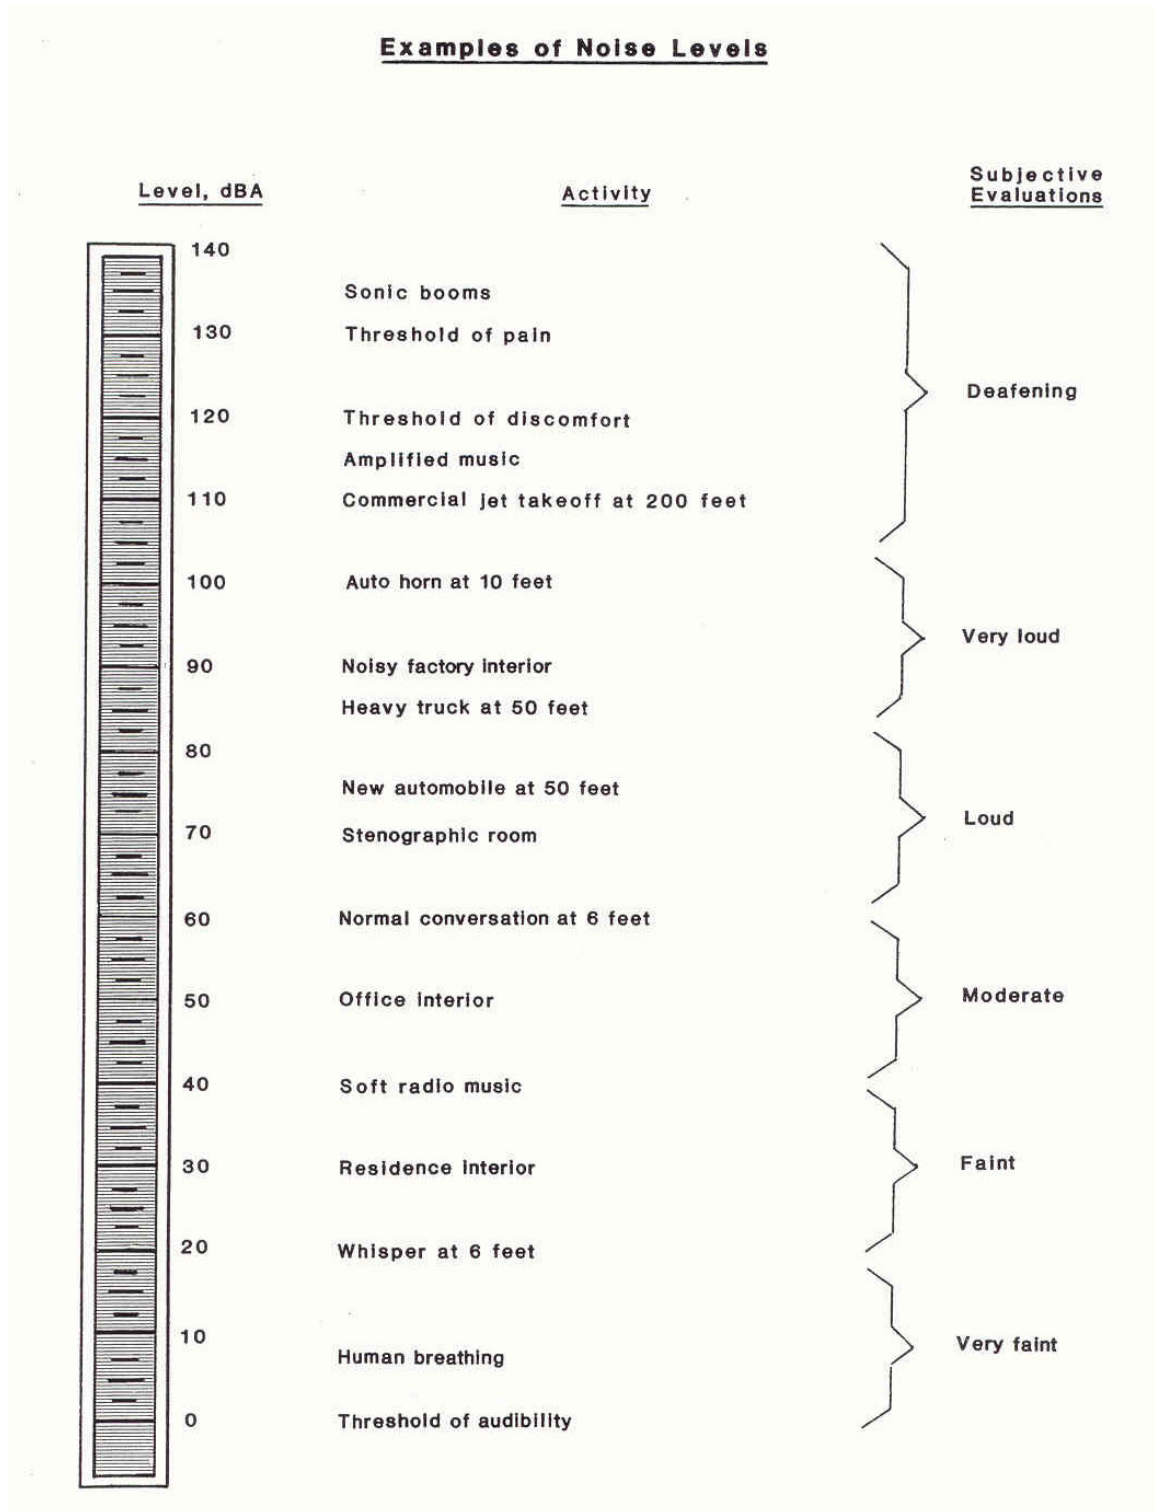 Examples of Noise Levels
Level, dBA
Activity
Subjective
Evaluations
140
Sonic booms
130
Threshold of pain
Deafening
120
Threshold of discomfort
Amplified music
110
Commercial jet takeoff at 200 feet
100
Auto horn at 10 feet
Very loud
90
Noisy factory interior
Heavy truck at 50 feet
80
New automobile at 50 feet
Loud
70
Stenographic room
60
Normal conversation at 6 feet
50
Office interior
Moderate
40
Soft radio music
30
Residence interior
Faint
20
Whisper at 6 feet
10
Human breathing
Very faint
0
Threshold of audibility